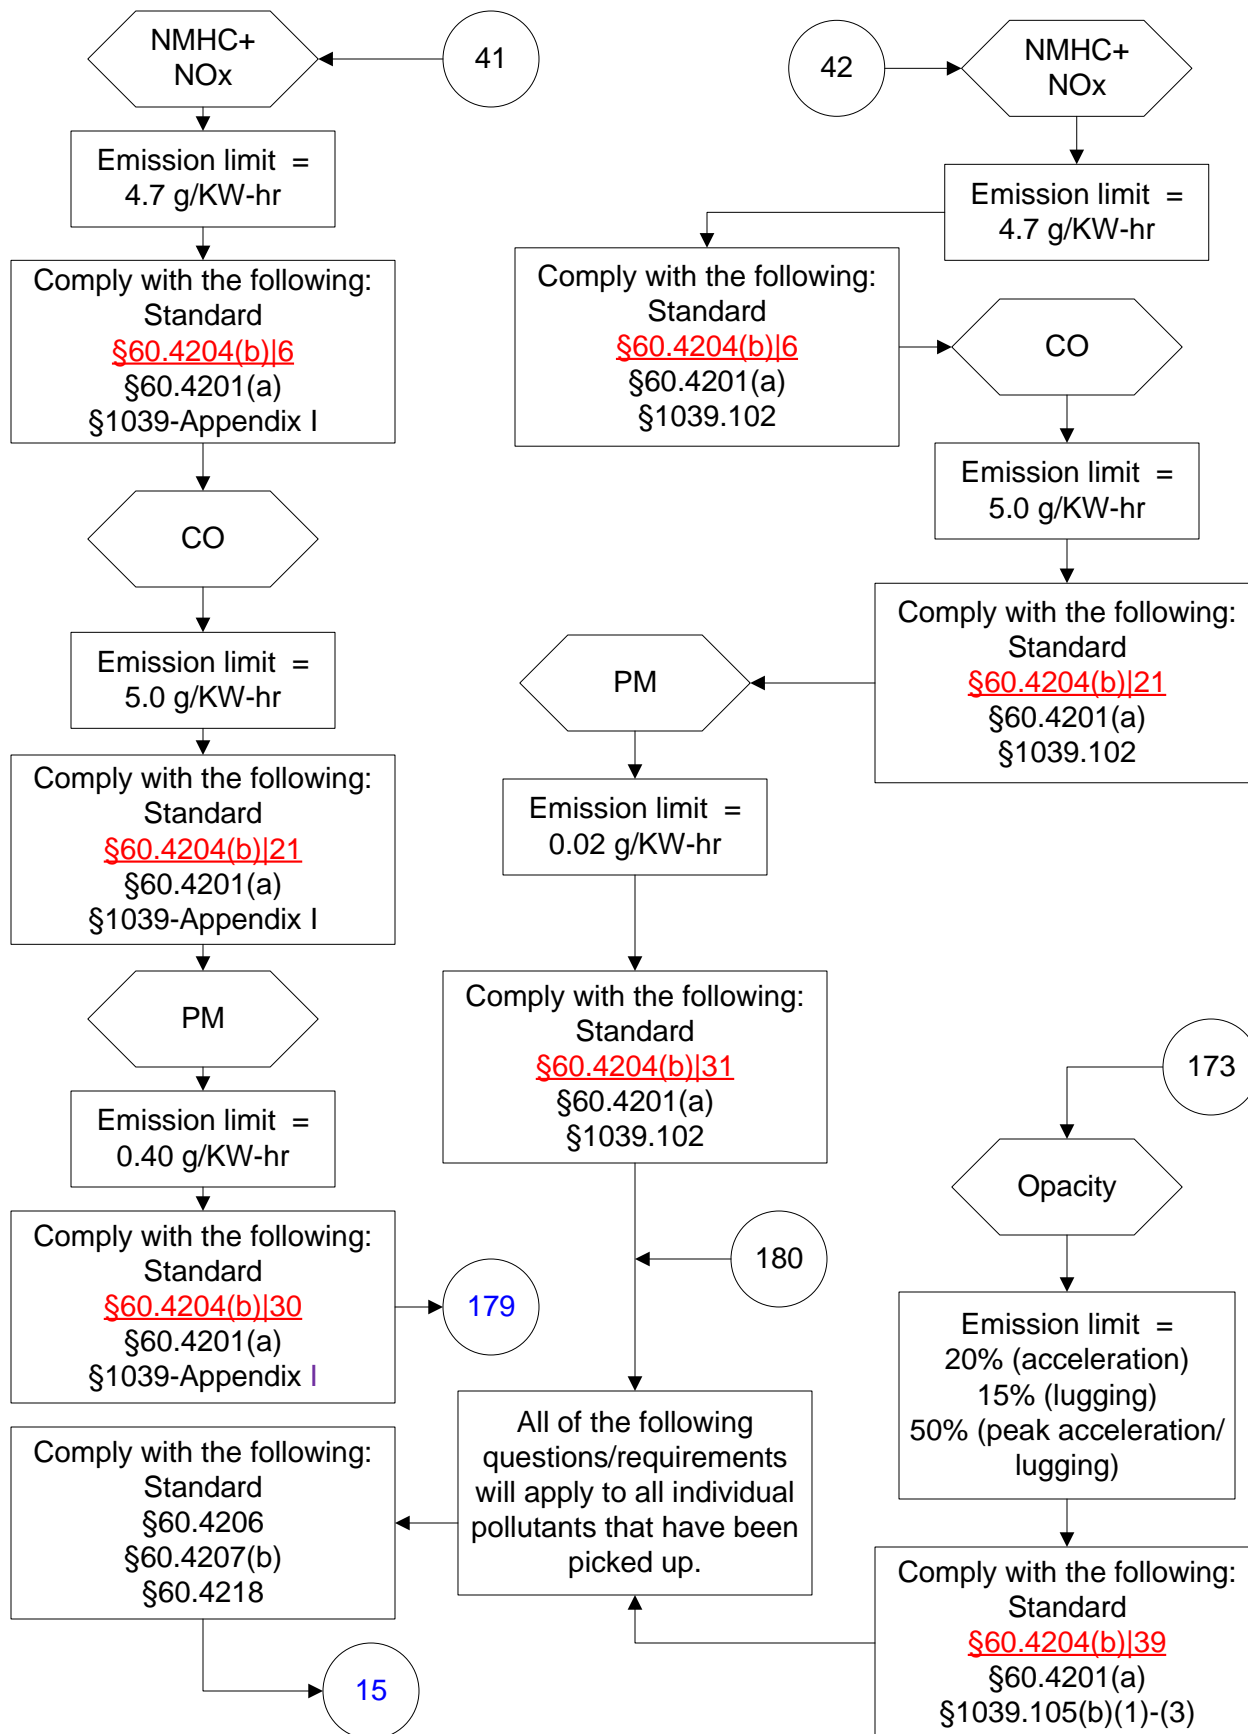 NMHC+
NOx
41
Emission limit =
4.7 g/KW-hr
Comply with the following:
Standard
§60.4204(b)|6
§60.4201(a)
§1039-Appendix I
CO
Emission limit =
5.0 g/KW-hr
Comply with the following:
Standard
§60.4204(b)|21
§60.4201(a)
§1039-Appendix I
PM
Emission limit =
0.40 g/KW-hr
Comply with the following:
Standard
§60.4204(b)|30
§60.4201(a)
§1039-Appendix I
179
42
NMHC+
NOx
Emission limit =
4.7 g/KW-hr
Comply with the following:
Standard
§60.4204(b)|6
§60.4201(a)
§1039.102
CO
Emission limit =
5.0 g/KW-hr
Comply with the following:
Standard
§60.4204(b)|21
§60.4201(a)
§1039.102
PM
Emission limit =
0.02 g/KW-hr
Comply with the following:
Standard
§60.4204(b)|31
§60.4201(a)
§1039.102
180
173
Opacity
Emission limit =
20% (acceleration)
15% (lugging)
50% (peak acceleration/
lugging)
Comply with the following:
Standard
§60.4204(b)|39
§60.4201(a)
§1039.105(b)(1)-(3)
All of the following
questions/requirements
will apply to all individual
pollutants that have been
picked up.
Comply with the following:
Standard
§60.4206
§60.4207(b)
§60.4218
15